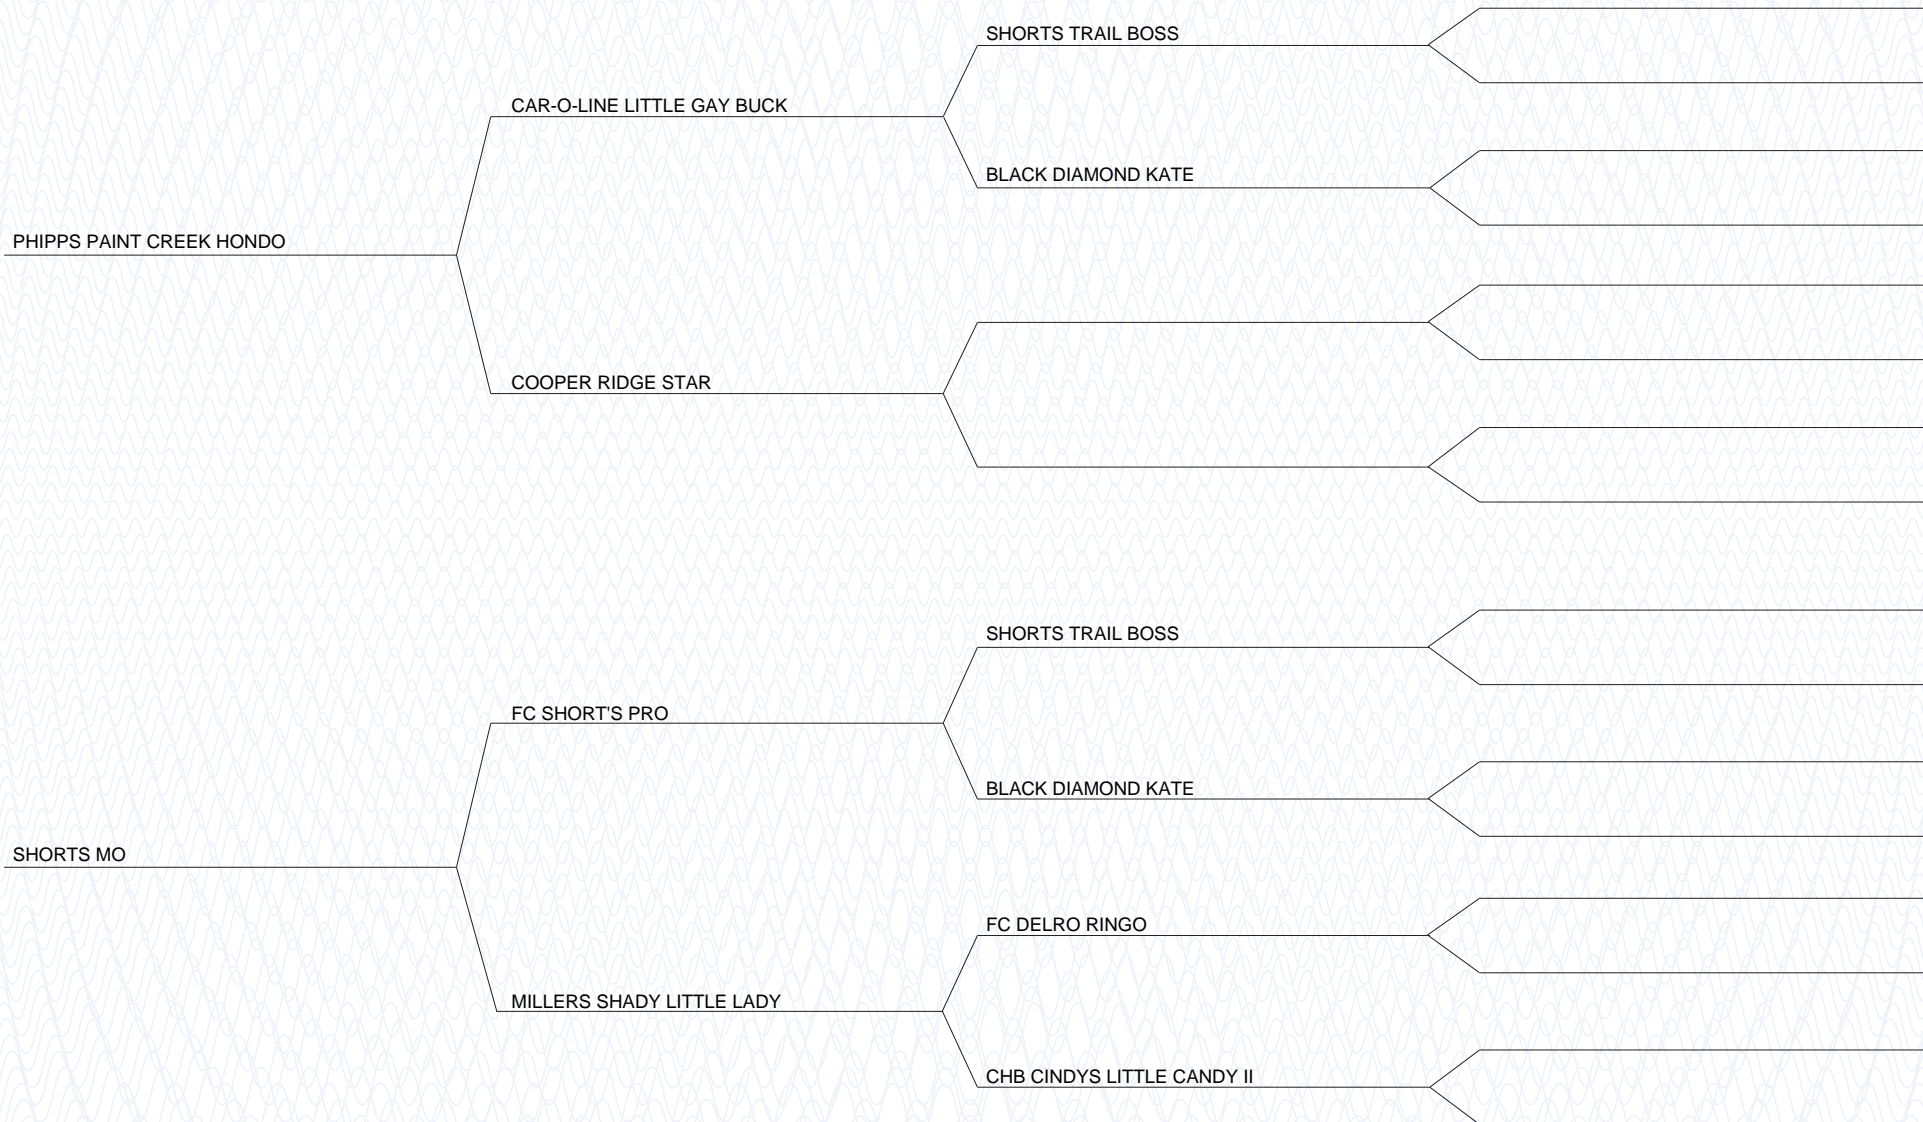 SHORTS TRAIL BOSS
CAR-O-LINE LITTLE GAY BUCK
BLACK DIAMOND KATE
PHIPPS PAINT CREEK HONDO
COOPER RIDGE STAR
SHORTS TRAIL BOSS
FC SHORT'S PRO
BLACK DIAMOND KATE
SHORTS MO
FC DELRO RINGO
MILLERS SHADY LITTLE LADY
CHB CINDYS LITTLE CANDY II